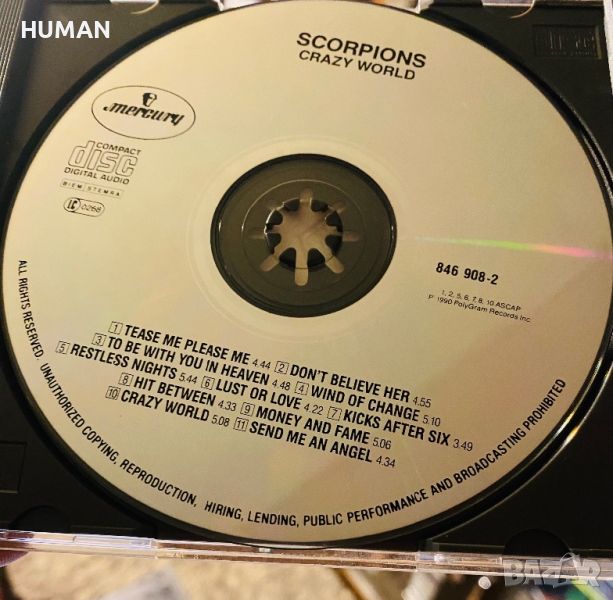 HUMAN
SCORPIONS
CRAZY WORLD
mercury
COMPACT
disc
DIGITAL AUDIO
BIEM STEMRA
LC 0268
846 908-2
1, 2, 5, 6, 7, 8, 10 ASCAP
P 1990 PolyGram Records Inc.
1 TEASE ME PLEASE ME 4.44 2 DON'T BELIEVE HER 4.55
3 TO BE WITH YOU IN HEAVEN 4.48 4 WIND OF CHANGE 5.10
5 RESTLESS NIGHTS 5.44 6 LUST OR LOVE 4.22 7 KICKS AFTER SIX 3.49
8 HIT BETWEEN 4.33 9 MONEY AND FAME 5.06
10 CRAZY WORLD 5.08 11 SEND ME AN ANGEL 4.34
ALL RIGHTS RESERVED. UNAUTHORIZED COPYING, REPRODUCTION, HIRING, LENDING, PUBLIC PERFORMANCE AND BROADCASTING PROHIBITED
BAZAR